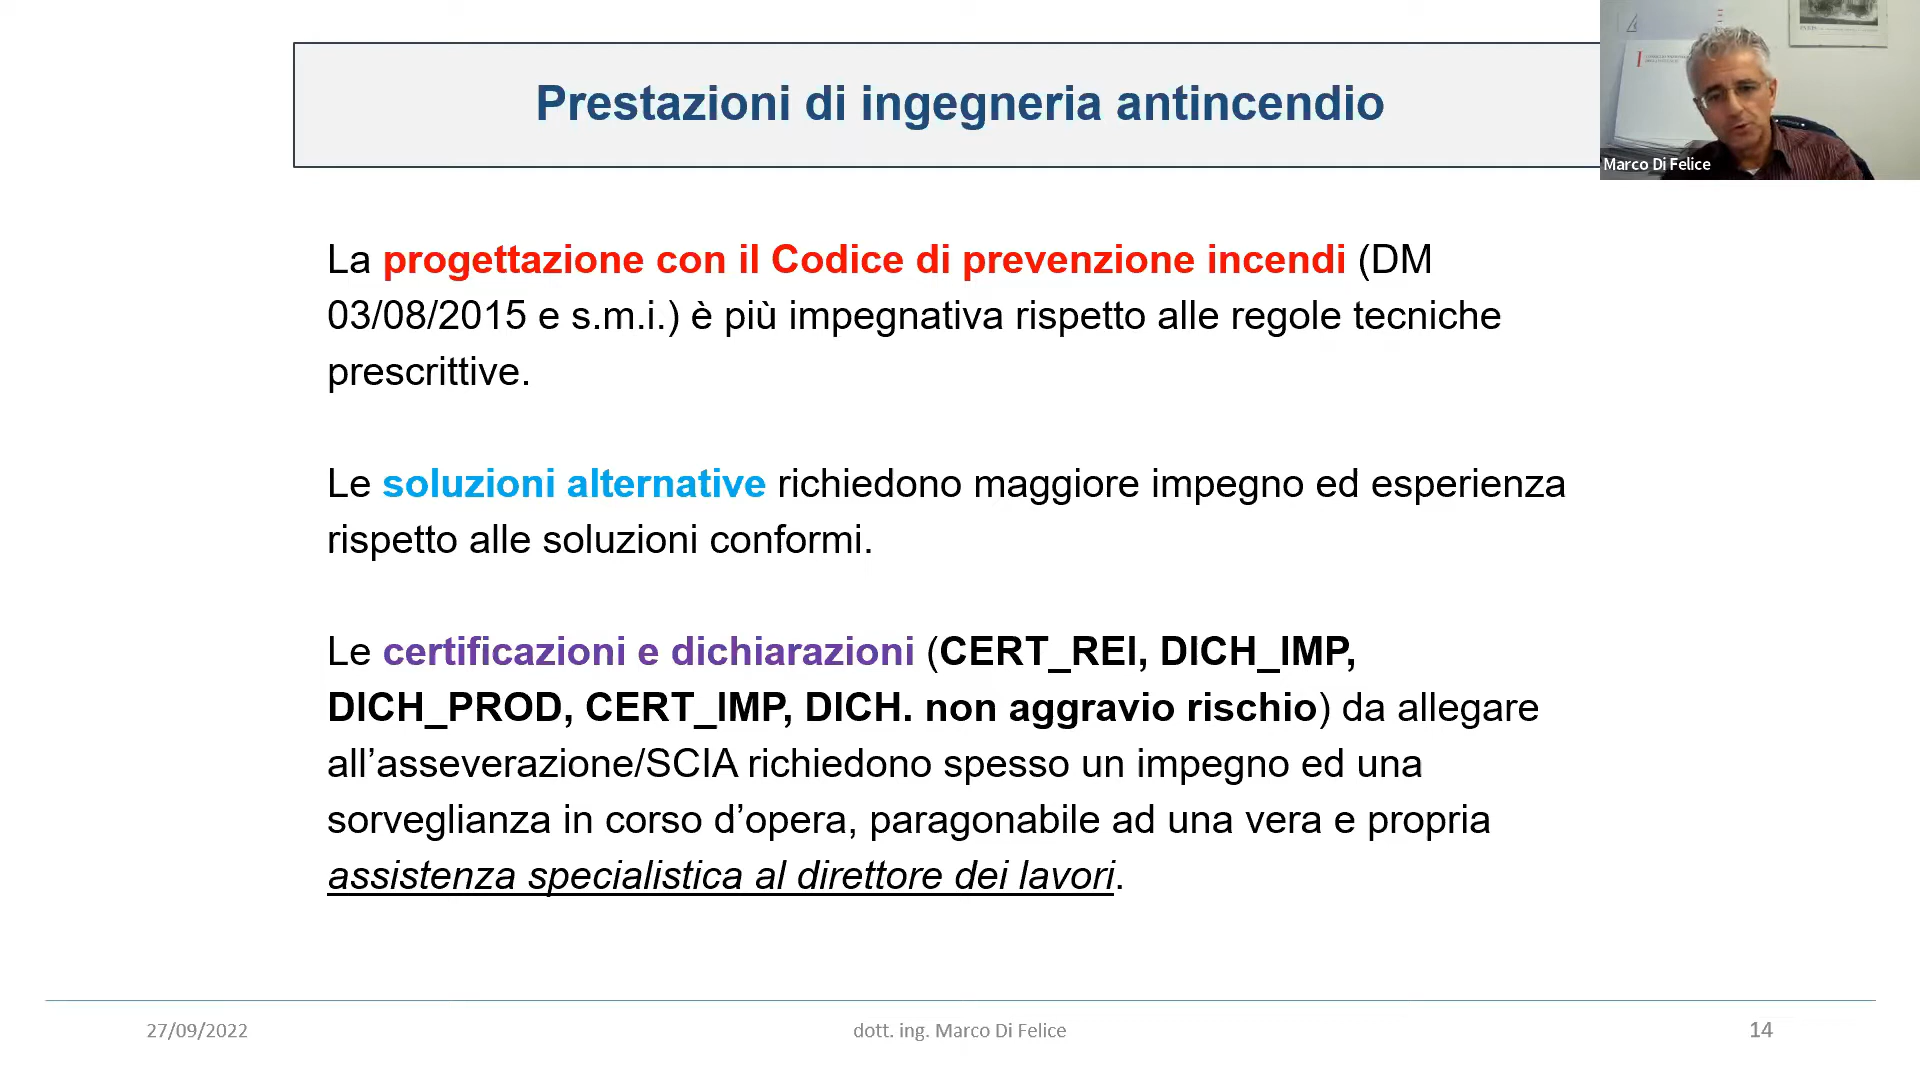 Prestazioni di ingegneria antincendio
Marco Di Felice
La progettazione con il Codice di prevenzione incendi (DM
03/08/2015 e s.m.i.) è più impegnativa rispetto alle regole tecniche
prescrittive.
Le soluzioni alternative richiedono maggiore impegno ed esperienza
rispetto alle soluzioni conformi.
Le certificazioni e dichiarazioni (CERT_REI, DICH_IMP,
DICH_PROD, CERT_IMP, DICH. non aggravio rischio) da allegare
all’asseverazione/SCIA richiedono spesso un impegno ed una
sorveglianza in corso d’opera, paragonabile ad una vera e propria
assistenza specialistica al direttore dei lavori.
27/09/2022
dott. ing. Marco Di Felice
14